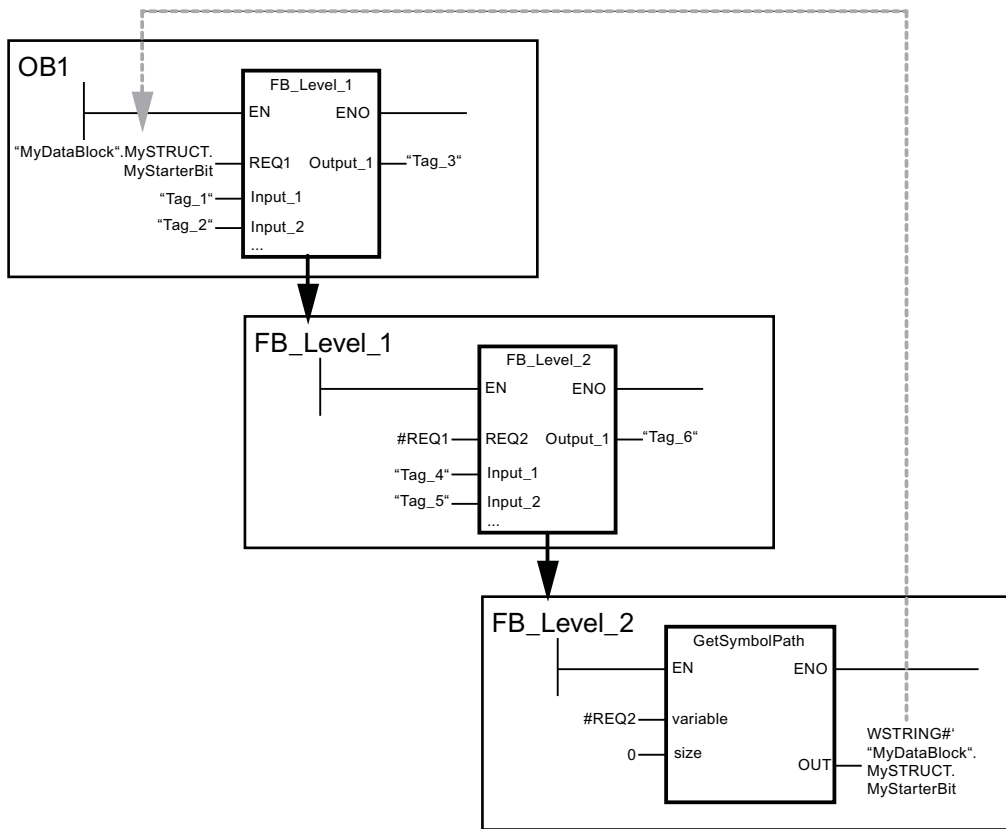 OB1
FB_Level_1
EN
ENO
“MyDataBlock“.MySTRUCT.
MyStarterBit
REQ1
Output_1
“Tag_3“
“Tag_1“
Input_1
“Tag_2“
Input_2
...
FB_Level_1
FB_Level_2
EN
ENO
#REQ1
REQ2
Output_1
“Tag_6“
“Tag_4“
Input_1
“Tag_5“
Input_2
...
FB_Level_2
GetSymbolPath
EN
ENO
#REQ2
variable
0
size
OUT
WSTRING#‘
“MyDataBlock“.
MySTRUCT.
MyStarterBit